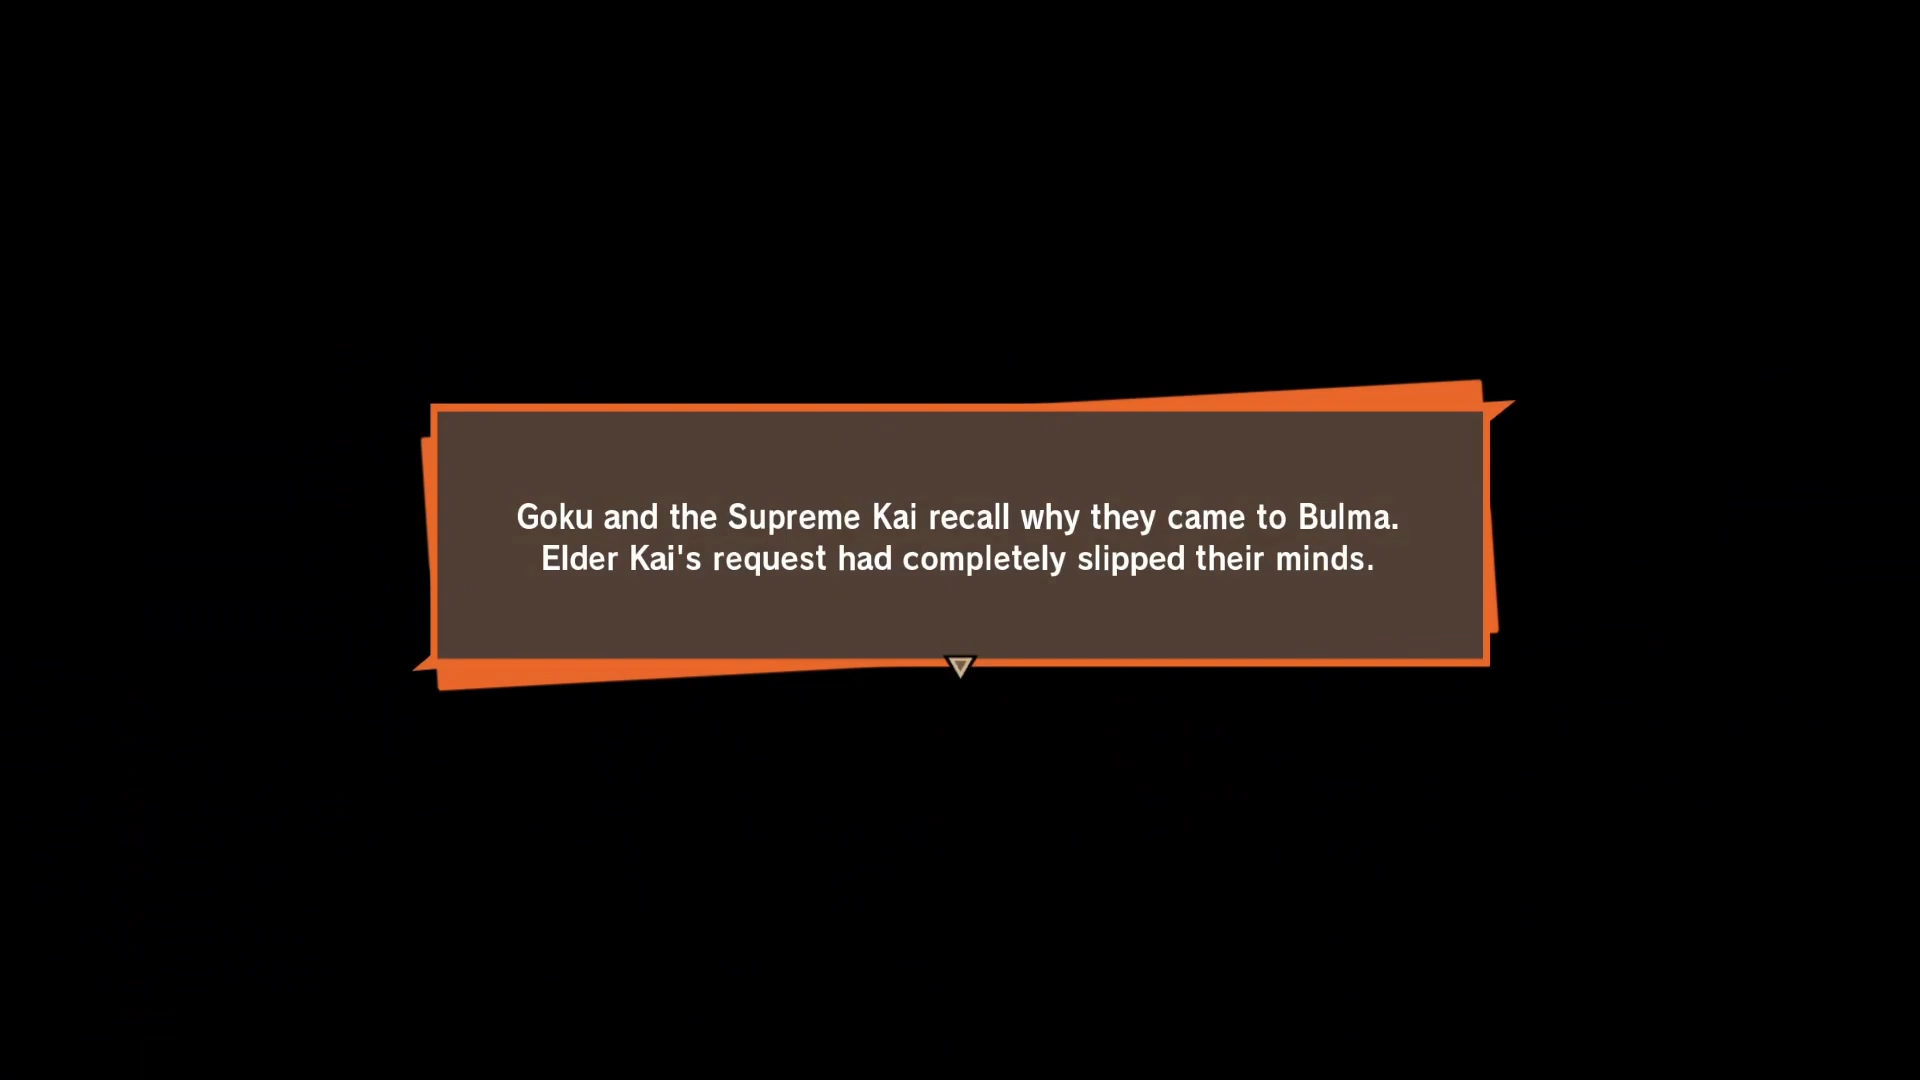 Goku and the Supreme Kai recall why they came to Bulma.
Elder Kai's request had completely slipped their minds.